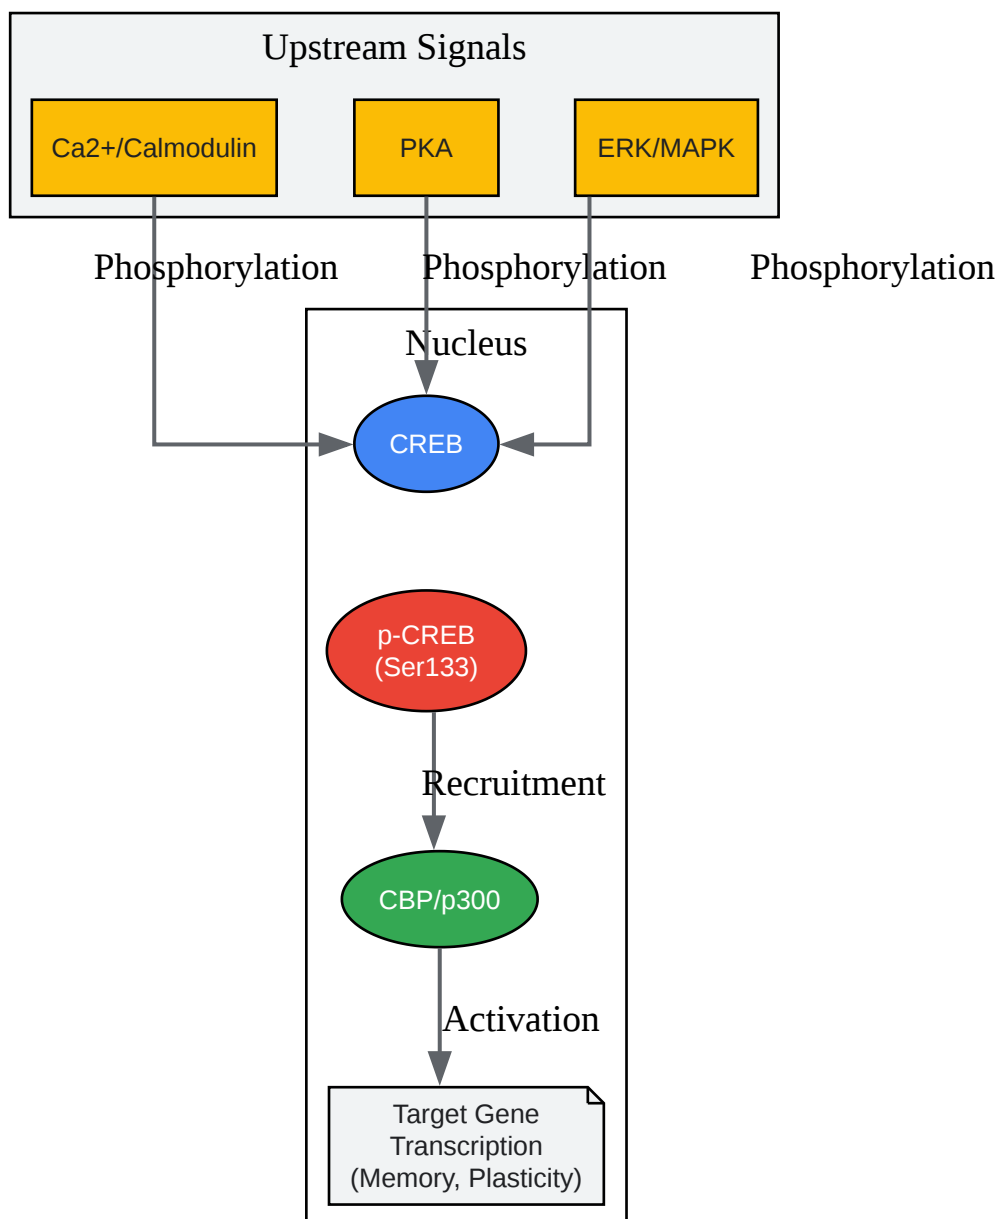 Upstream Signals
Ca2+/Calmodulin
PKA
ERK/MAPK
Phosphorylation
Phosphorylation
Phosphorylation
Nucleus
CREB
p-CREB
(Ser133)
Recruitment
CBP/p300
Activation
Target Gene
Transcription
(Memory, Plasticity)